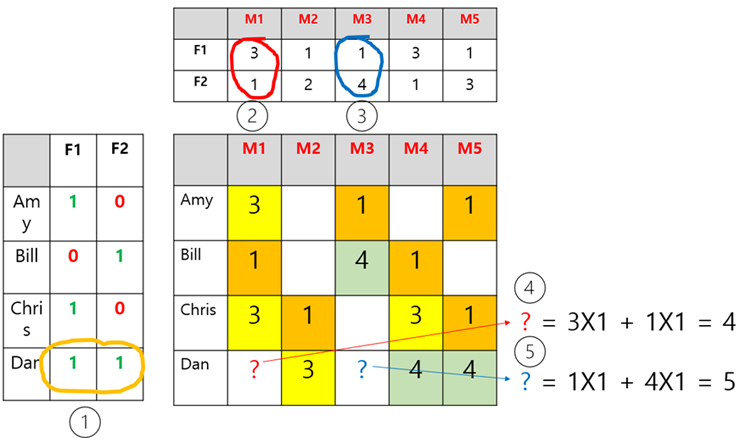 M1 M2 M3 M4 M5
F1 3 1 1 3 1
F2 1 2 4 1 3
② ③
F1 F2
Am
y 1 0
Bill 0 1
Chri
s 1 0
Dan 1 1
①
M1 M2 M3 M4 M5
Amy 3 1 1
Bill 1 4 1
Chris 3 1 3 1
Dan ? 3 ? 4 4
④
? = 3X1 + 1X1 = 4
⑤
? = 1X1 + 4X1 = 5